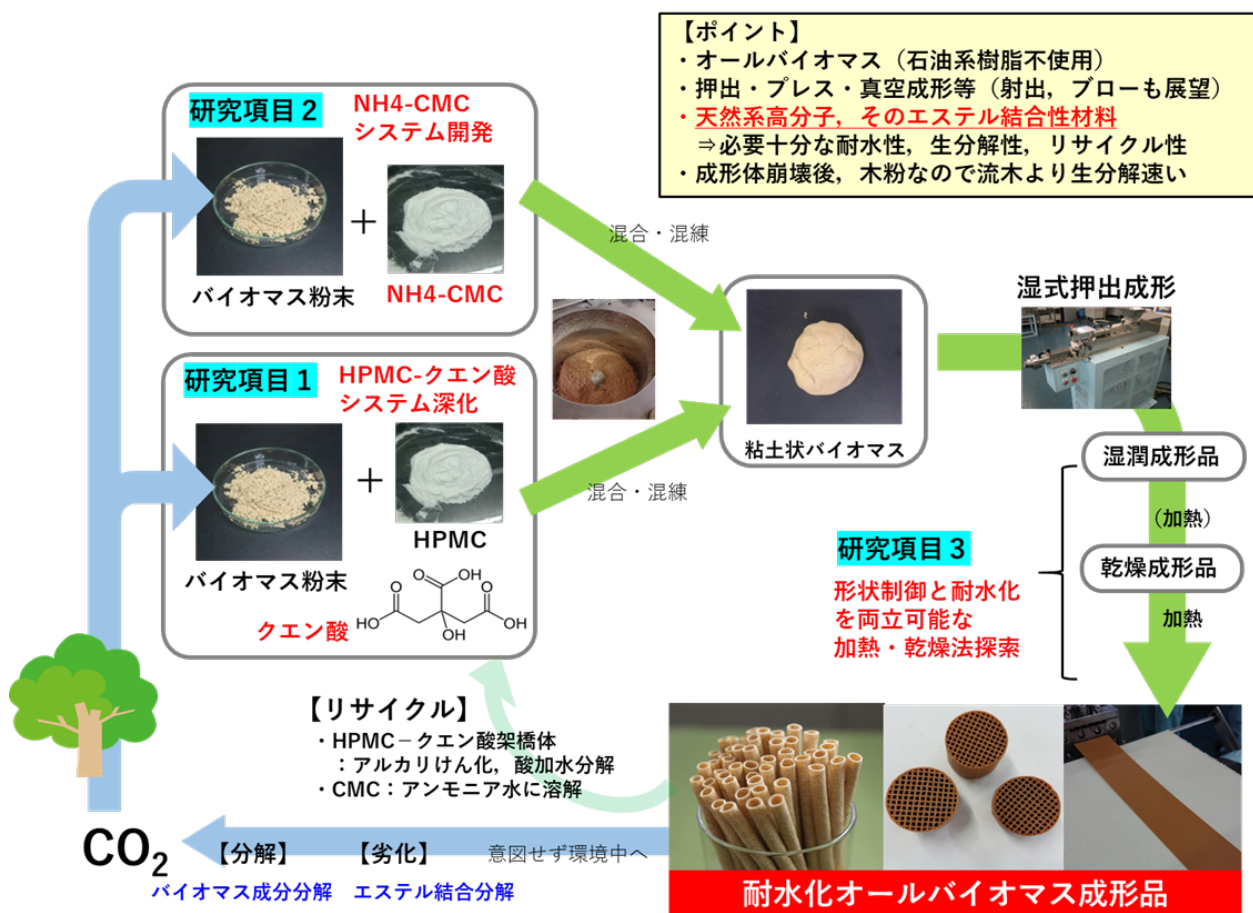 【ポイント】
・オールバイオマス（石油系樹脂不使用）
・押出・プレス・真空成形等（射出，ブローも展望）
・天然系高分子，そのエステル結合性材料
⇒必要十分な耐水性，生分解性，リサイクル性
・成形体崩壊後，木粉なので流木より生分解速い
研究項目２
NH4-CMC
システム開発
+
バイオマス粉末
NH4-CMC
研究項目１
HPMC-クエン酸
システム深化
+
HPMC
バイオマス粉末
クエン酸
O
OH
O
O
HO
OH
OH
混合・混練
混合・混練
粘土状バイオマス
湿式押出成形
湿潤成形品
（加熱）
乾燥成形品
加熱
研究項目３
形状制御と耐水化
を両立可能な
加熱・乾燥法探索
【リサイクル】
・HPMC－クエン酸架橋体
：アルカリけん化，酸加水分解
・CMC：アンモニア水に溶解
耐水化オールバイオマス成形品
意図せず環境中へ
【劣化】
エステル結合分解
【分解】
バイオマス成分分解
CO₂